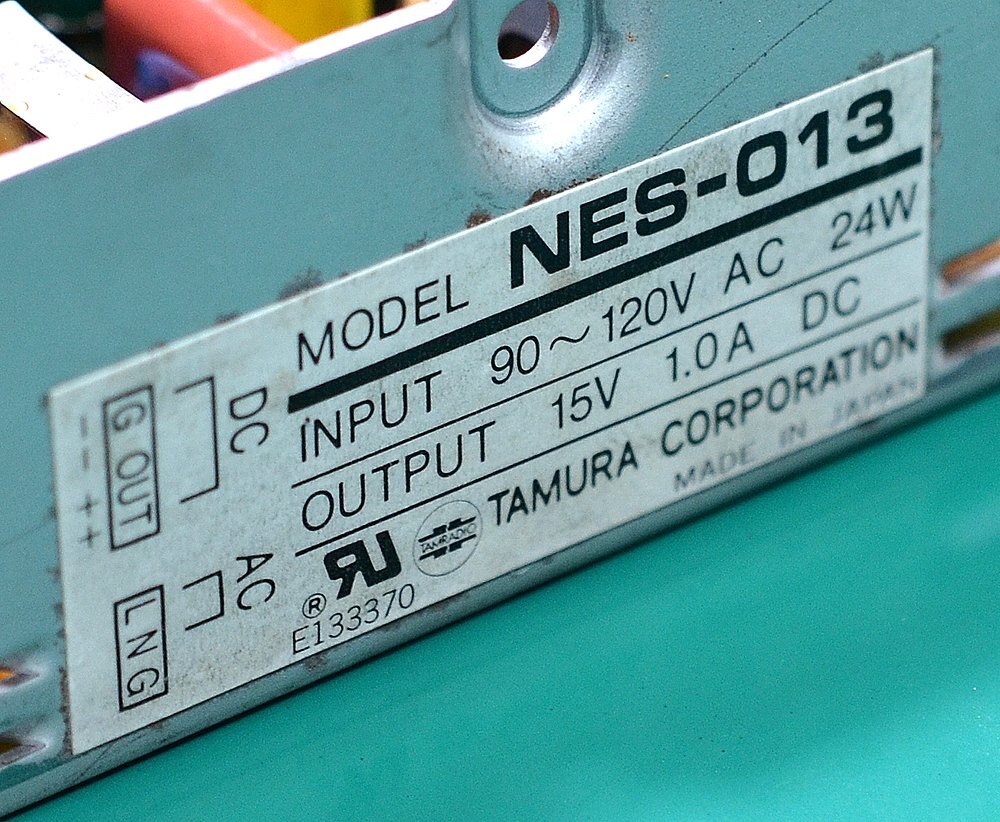 MODEL NES-013
INPUT 90～120V AC 24W
OUTPUT 15V 1.0A DC
TAMURA CORPORATION
MADE IN JAPAN
TAMRADIO
®
E133370
DC
G OUT
－－ ＋＋
AC
LNG